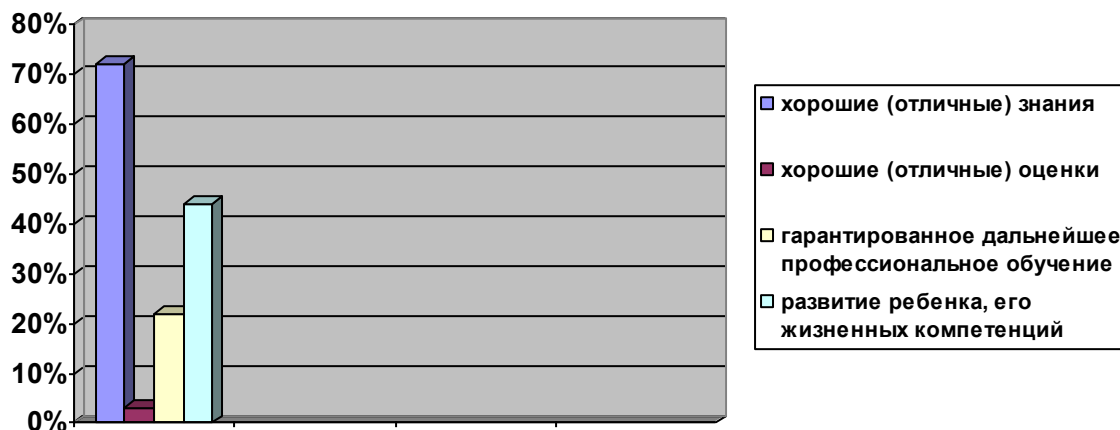 80%
70%
60%
50%
40%
30%
20%
10%
0%
хорошие (отличные) знания
хорошие (отличные) оценки
гарантированное дальнейшее
профессиональное обучение
развитие ребенка, его
жизненных компетенций